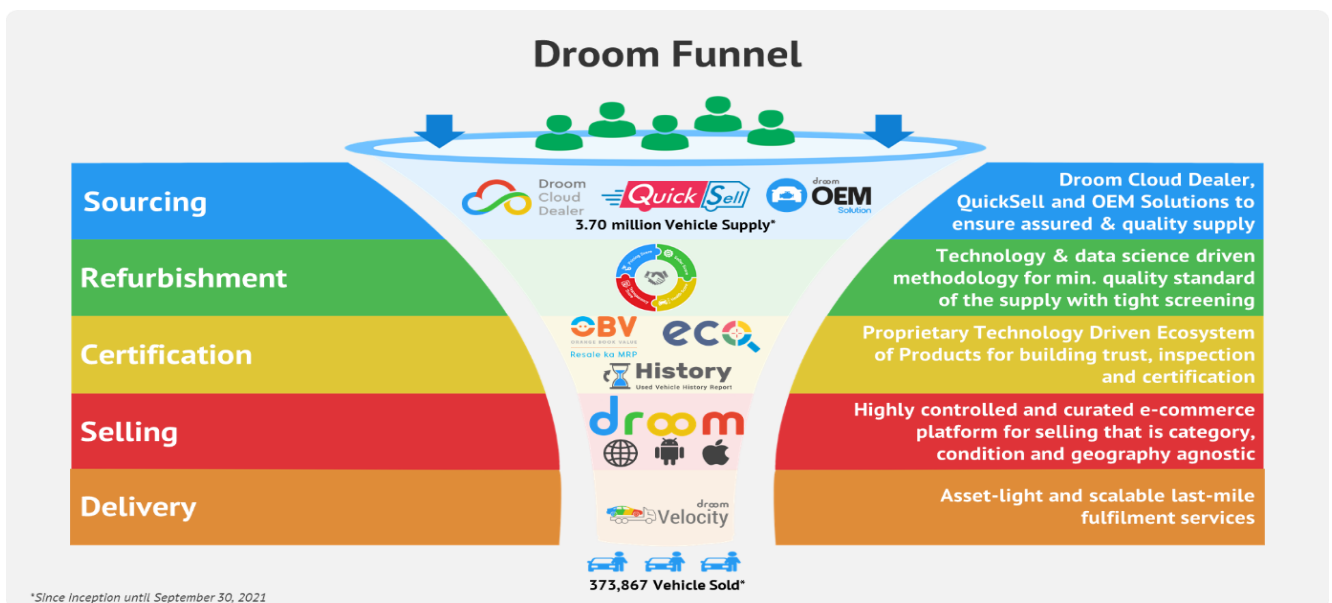 Droom Funnel
Sourcing
Droom
Cloud
Dealer
Quick Sell
droom
OEM
Solution
3.70 million Vehicle Supply*
Droom Cloud Dealer,
QuickSell and OEM Solutions to
ensure assured & quality supply
Refurbishment
Technology & data science driven
methodology for min. quality standard
of the supply with tight screening
Certification
OBV
ORANGE BOOK VALUE
Resale ka MRP
eco
History
Used Vehicle History Report
Proprietary Technology Driven Ecosystem
of Products for building trust, inspection
and certification
Selling
droom
Highly controlled and curated e-commerce
platform for selling that is category,
condition and geography agnostic
Delivery
droom
Velocity
Asset-light and scalable last-mile
fulfilment services
373,867 Vehicle Sold*
*Since Inception until September 30, 2021